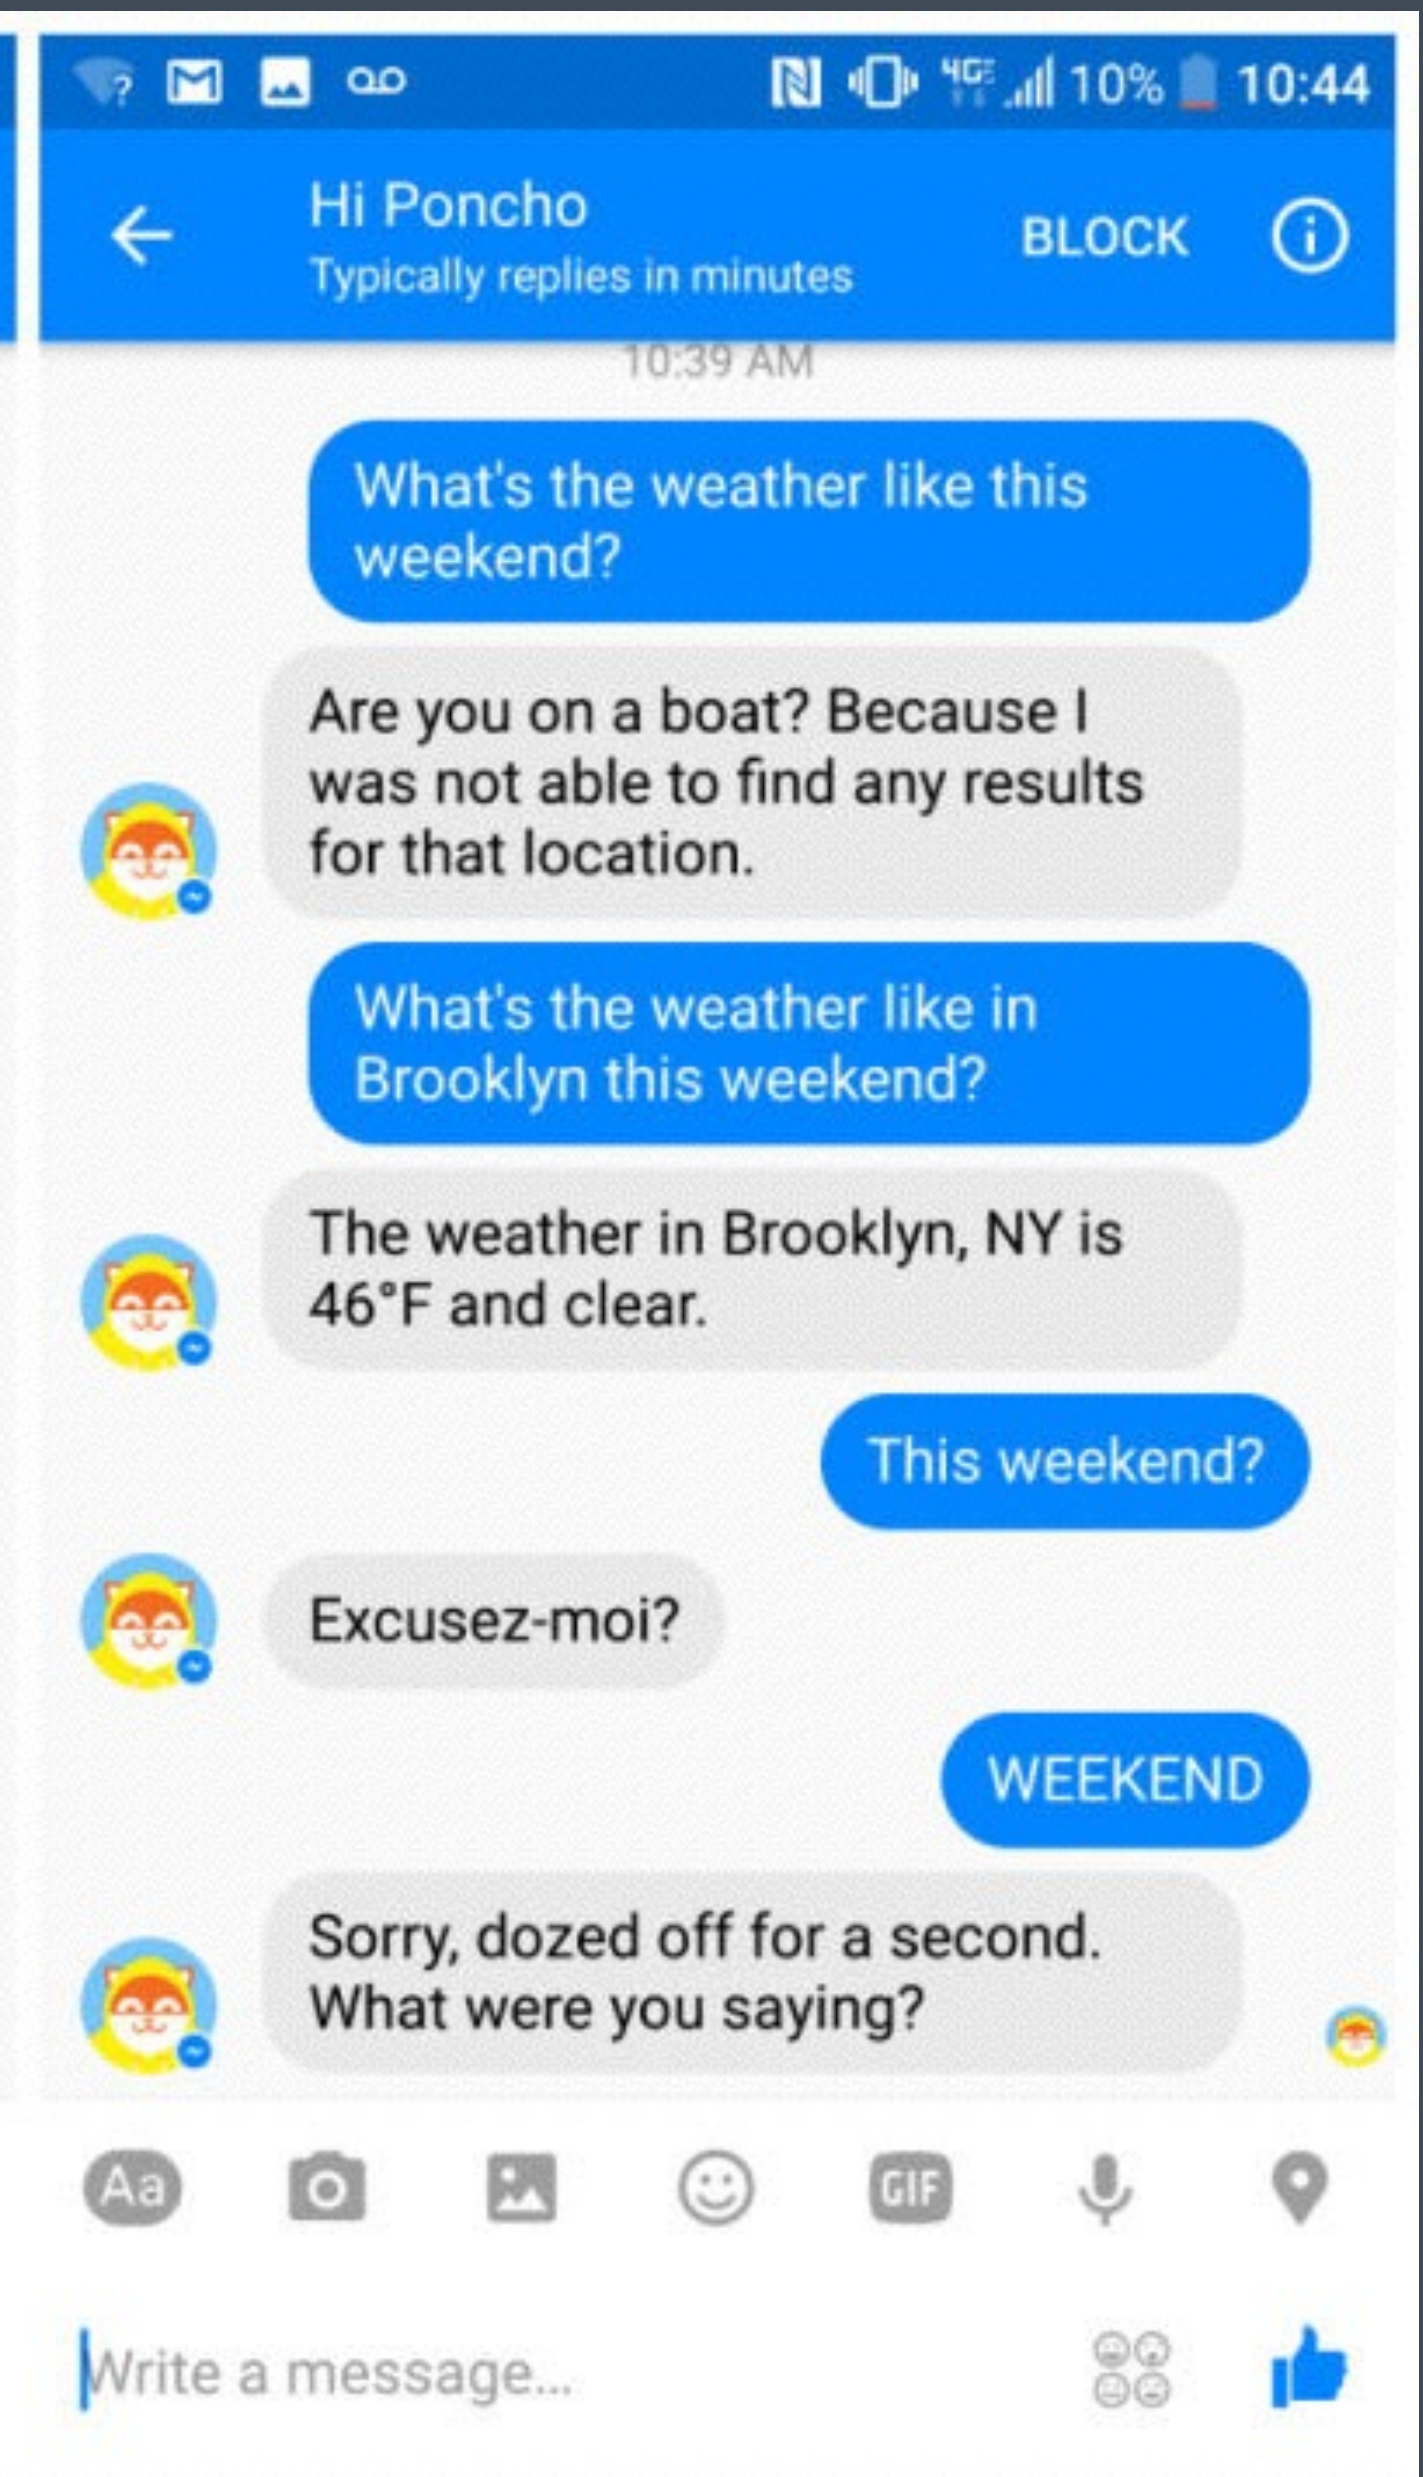 10% 10:44
Hi Poncho
BLOCK
Typically replies in minutes
10:39 AM
What's the weather like this
weekend?
Are you on a boat? Because I
was not able to find any results
for that location.
What's the weather like in
Brooklyn this weekend?
The weather in Brooklyn, NY is
46°F and clear.
This weekend?
Excusez-moi?
WEEKEND
Sorry, dozed off for a second.
What were you saying?
Aa GIF
Write a message...